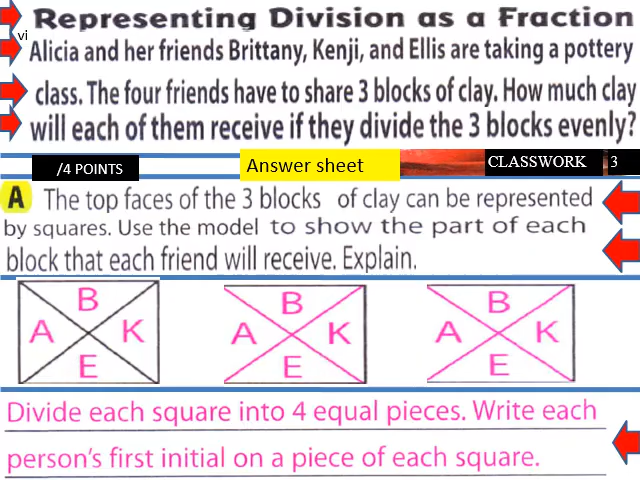 Representing Division as a Fraction
vi
Alicia and her friends Brittany, Kenji, and Ellis are taking a pottery
class. The four friends have to share 3 blocks of clay. How much clay
will each of them receive if they divide the 3 blocks evenly?
/4 POINTS
Answer sheet
CLASSWORK 3
A The top faces of the 3 blocks of clay can be represented
by squares. Use the model to show the part of each
block that each friend will receive. Explain.
B B B
A K A K A K
E E E
Divide each square into 4 equal pieces. Write each
person's first initial on a piece of each square.